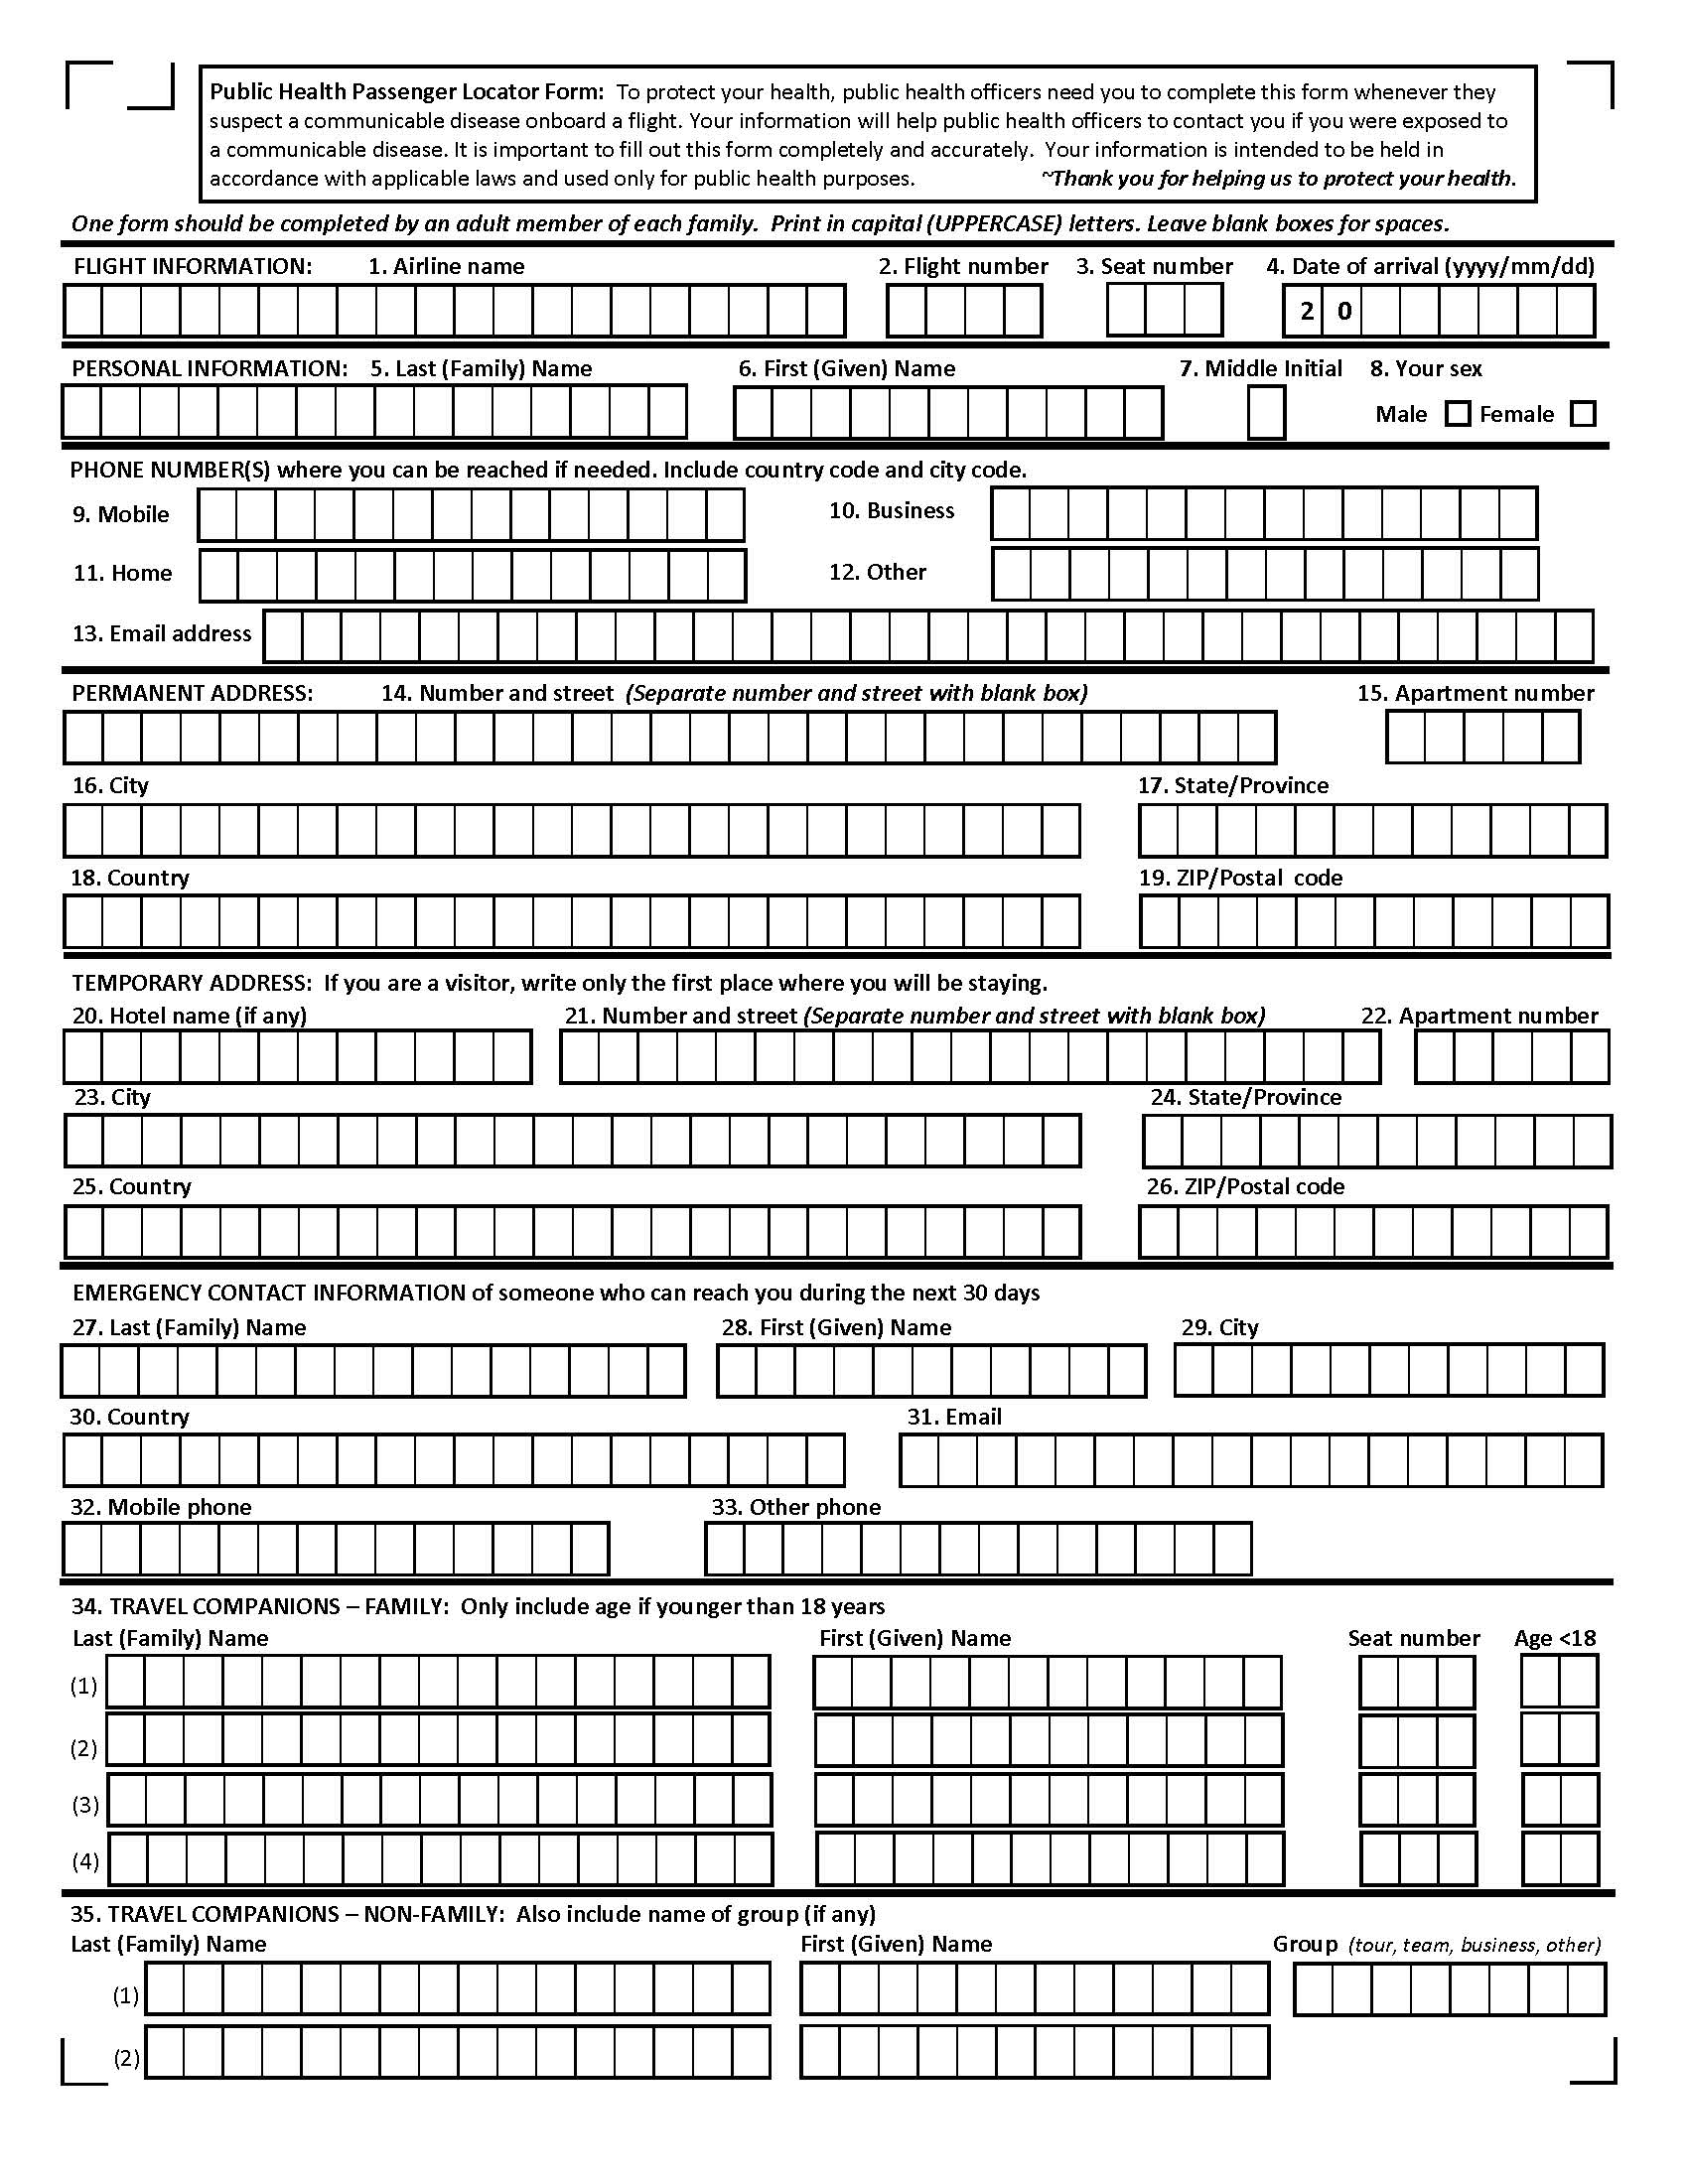 Public Health Passenger Locator Form: To protect your health, public health officers need you to complete this form whenever they
suspect a communicable disease onboard a flight. Your information will help public health officers to contact you if you were exposed to
a communicable disease. It is important to fill out this form completely and accurately. Your information is intended to be held in
accordance with applicable laws and used only for public health purposes. ~Thank you for helping us to protect your health.
One form should be completed by an adult member of each family. Print in capital (UPPERCASE) letters. Leave blank boxes for spaces.
FLIGHT INFORMATION: 1. Airline name 2. Flight number 3. Seat number 4. Date of arrival (yyyy/mm/dd)
2 0
PERSONAL INFORMATION: 5. Last (Family) Name 6. First (Given) Name 7. Middle Initial 8. Your sex
Male Female
PHONE NUMBER(S) where you can be reached if needed. Include country code and city code.
9. Mobile 10. Business
11. Home 12. Other
13. Email address
PERMANENT ADDRESS: 14. Number and street (Separate number and street with blank box) 15. Apartment number
16. City 17. State/Province
18. Country 19. ZIP/Postal code
TEMPORARY ADDRESS: If you are a visitor, write only the first place where you will be staying.
20. Hotel name (if any) 21. Number and street (Separate number and street with blank box) 22. Apartment number
23. City 24. State/Province
25. Country 26. ZIP/Postal code
EMERGENCY CONTACT INFORMATION of someone who can reach you during the next 30 days
27. Last (Family) Name 28. First (Given) Name 29. City
30. Country 31. Email
32. Mobile phone 33. Other phone
34. TRAVEL COMPANIONS – FAMILY: Only include age if younger than 18 years
Last (Family) Name First (Given) Name Seat number Age <18
(1)
(2)
(3)
(4)
35. TRAVEL COMPANIONS – NON-FAMILY: Also include name of group (if any)
Last (Family) Name First (Given) Name Group (tour, team, business, other)
(1)
(2)